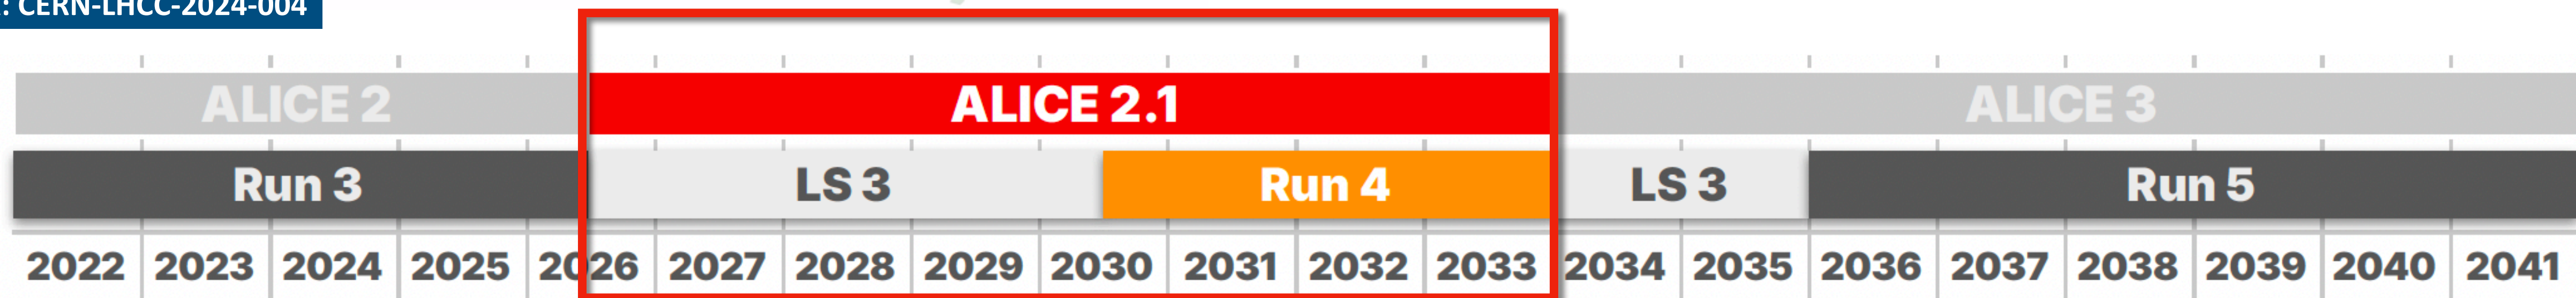 : CERN-LHCC-2024-004
ALICE 2 ALICE 2.1 ALICE 3
Run 3 LS 3 Run 4 LS 3 Run 5
2022 2023 2024 2025 2026 2027 2028 2029 2030 2031 2032 2033 2034 2035 2036 2037 2038 2039 2040 2041